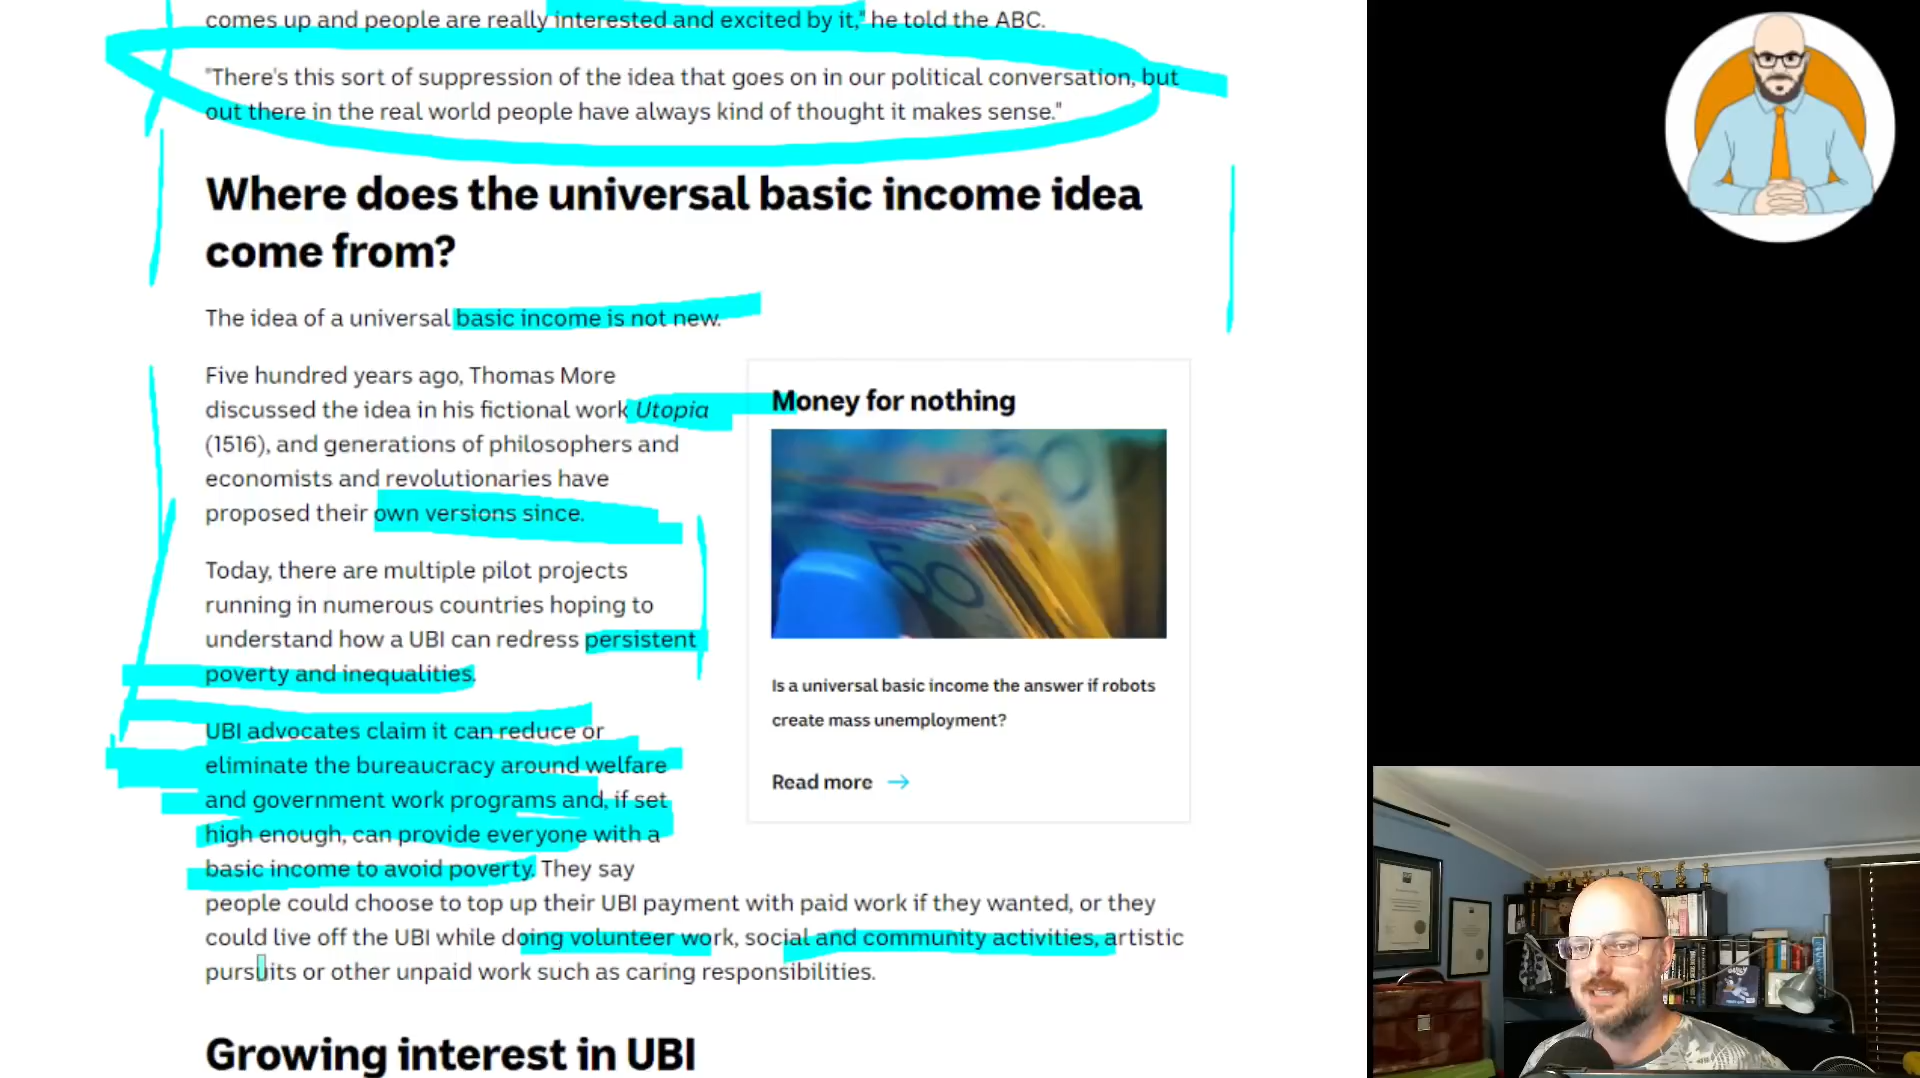 comes up and people are really interested and excited by it," he told the ABC.
"There's this sort of suppression of the idea that goes on in our political conversation, but
out there in the real world people have always kind of thought it makes sense."
Where does the universal basic income idea
come from?
The idea of a universal basic income is not new.
Five hundred years ago, Thomas More
discussed the idea in his fictional work Utopia
(1516), and generations of philosophers and
economists and revolutionaries have
proposed their own versions since.
Today, there are multiple pilot projects
running in numerous countries hoping to
understand how a UBI can redress persistent
poverty and inequalities.
UBI advocates claim it can reduce or
eliminate the bureaucracy around welfare
and government work programs and, if set
high enough, can provide everyone with a
basic income to avoid poverty. They say
people could choose to top up their UBI payment with paid work if they wanted, or they
could live off the UBI while doing volunteer work, social and community activities, artistic
pursuits or other unpaid work such as caring responsibilities.
Money for nothing
50
Is a universal basic income the answer if robots
create mass unemployment?
Read more →
Growing interest in UBI